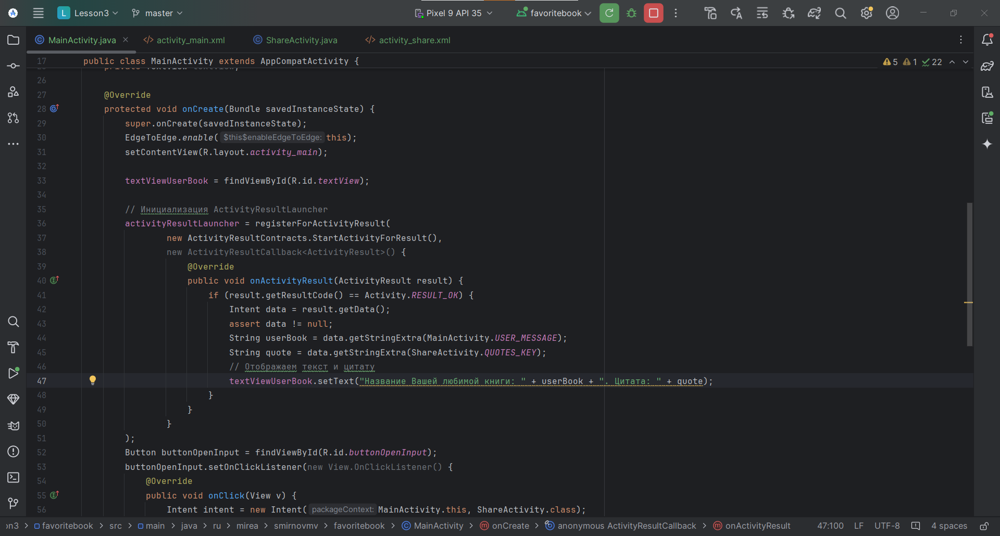 L Lesson3 master Pixel 9 API 35 favoritebook
MainActivity.java activity_main.xml ShareActivity.java activity_share.xml
17 public class MainActivity extends AppCompatActivity { 5 1 22
26
27 @Override
28 protected void onCreate(Bundle savedInstanceState) {
29 super.onCreate(savedInstanceState);
30 EdgeToEdge.enable( $this$enableEdgeToEdge: this);
31 setContentView(R.layout.activity_main);
32
33 textViewUserBook = findViewById(R.id.textView);
34
35 // Инициализация ActivityResultLauncher
36 activityResultLauncher = registerForActivityResult(
37 new ActivityResultContracts.StartActivityForResult(),
38 new ActivityResultCallback<ActivityResult>() {
39 @Override
40 public void onActivityResult(ActivityResult result) {
41 if (result.getResultCode() == Activity.RESULT_OK) {
42 Intent data = result.getData();
43 assert data != null;
44 String userBook = data.getStringExtra(MainActivity.USER_MESSAGE);
45 String quote = data.getStringExtra(ShareActivity.QUOTES_KEY);
46 // Отображаем текст и цитату
47 textViewUserBook.setText("Название Вашей любимой книги: " + userBook + ". Цитата: " + quote);
48 }
49 }
50 }
51 );
52 Button buttonOpenInput = findViewById(R.id.buttonOpenInput);
53 buttonOpenInput.setOnClickListener(new View.OnClickListener() {
54 @Override
55 public void onClick(View v) {
56 Intent intent = new Intent( packageContext: MainActivity.this, ShareActivity.class);
on3 > favoritebook > src > main > java > ru > mirea > smirnovmv > favoritebook > MainActivity > onCreate > anonymous ActivityResultCallback > onActivityResult 47:100 LF UTF-8 4 spaces